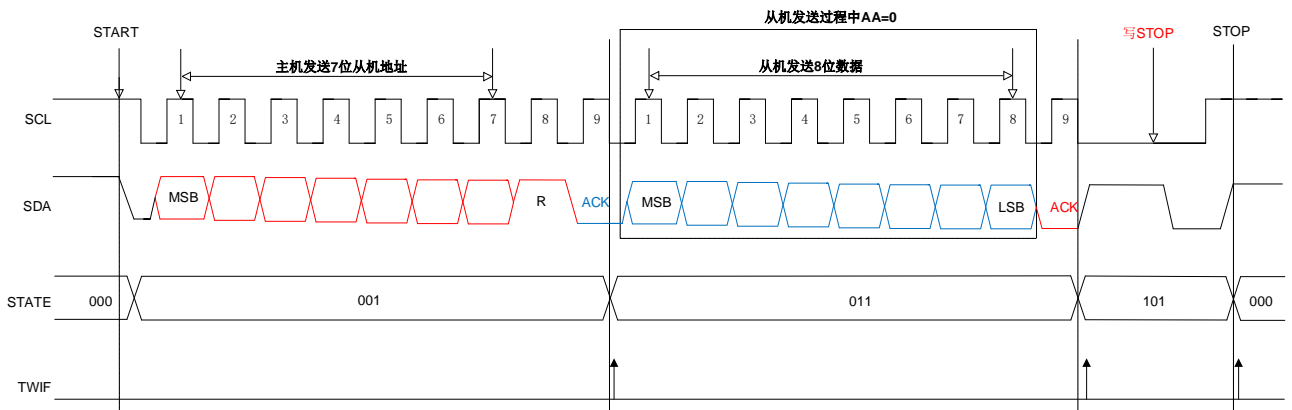 从机发送过程中AA=0
START
写STOP
STOP
主机发送7位从机地址
从机发送8位数据
SCL
1 2 3 4 5 6 7 8 9 1 2 3 4 5 6 7 8 9
SDA
MSB R ACK MSB LSB ACK
STATE 000 001 011 101 000
TWIF